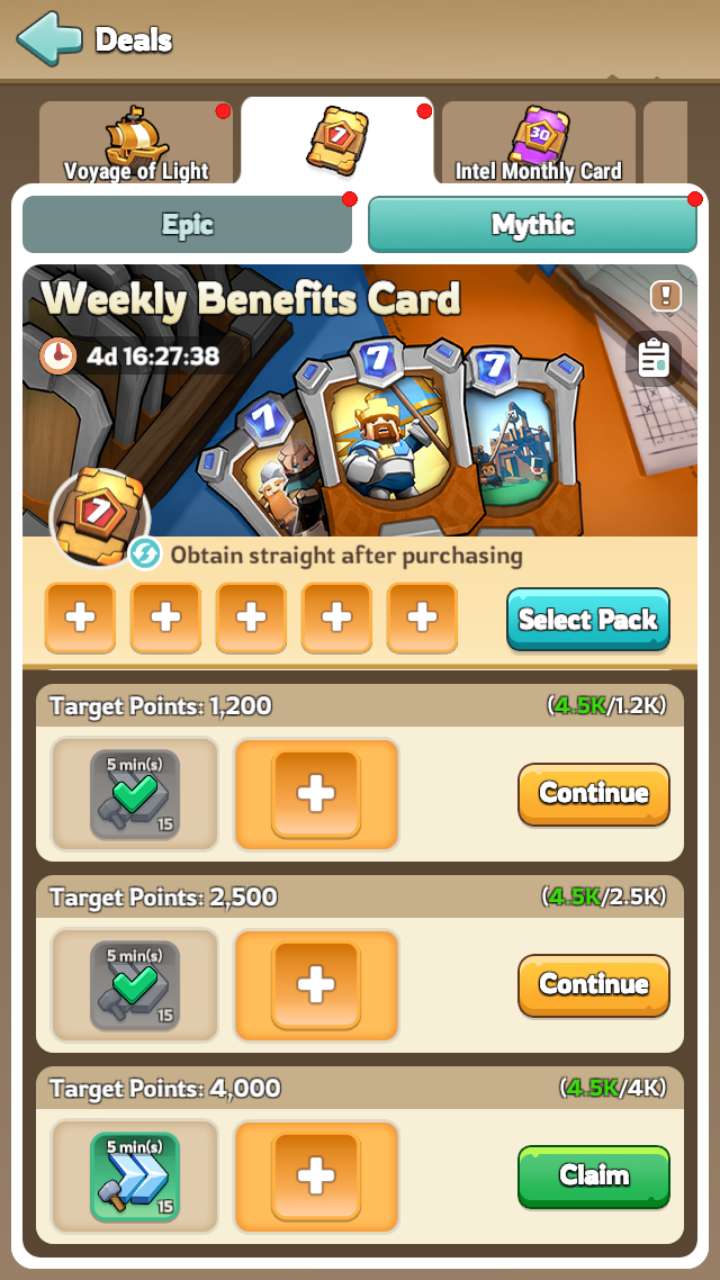 Deals
Voyage of Light
7
30
Intel Monthly Card
Epic
Mythic
Weekly Benefits Card
!
4d 16:27:38
7
7
7
7
Obtain straight after purchasing
Select Pack
Target Points: 1,200
(4.5K/1.2K)
5 min(s)
15
Continue
Target Points: 2,500
(4.5K/2.5K)
5 min(s)
15
Continue
Target Points: 4,000
(4.5K/4K)
5 min(s)
15
Claim